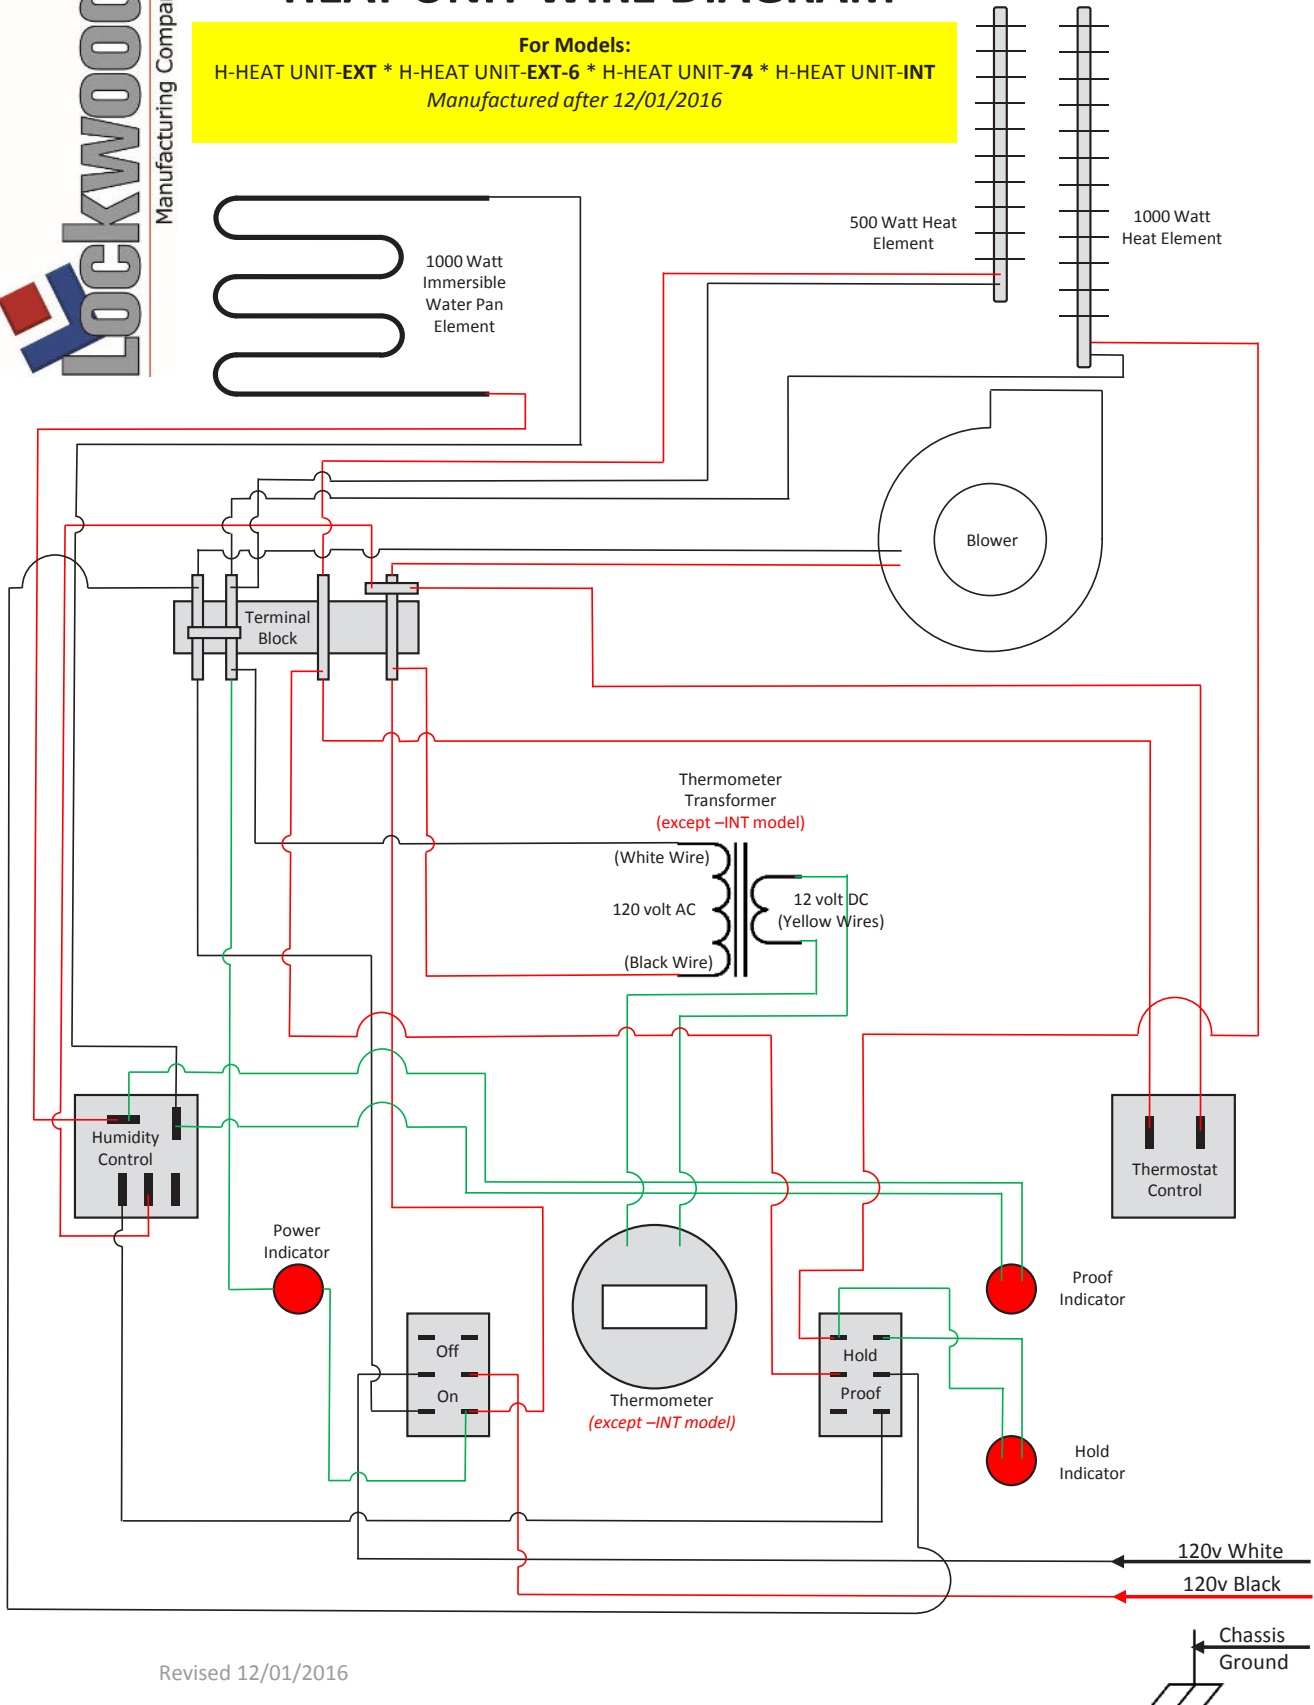 HEAT UNIT WIRE DIAGRAM
For Models:
H-HEAT UNIT-EXT * H-HEAT UNIT-EXT-6 * H-HEAT UNIT-74 * H-HEAT UNIT-INT
Manufactured after 12/01/2016
Lockwood
Manufacturing
1000 Watt
Immersible
Water Pan
Element
500 Watt Heat
Element
1000 Watt
Heat Element
Blower
Terminal
Block
Thermometer
Transformer
(except –INT model)
(White Wire)
120 volt AC
(Black Wire)
12 volt DC
(Yellow Wires)
Humidity
Control
Thermostat
Control
Power
Indicator
Off
On
Thermometer
(except –INT model)
Hold
Proof
Proof
Indicator
Hold
Indicator
120v White
120v Black
Chassis
Ground
Revised 12/01/2016